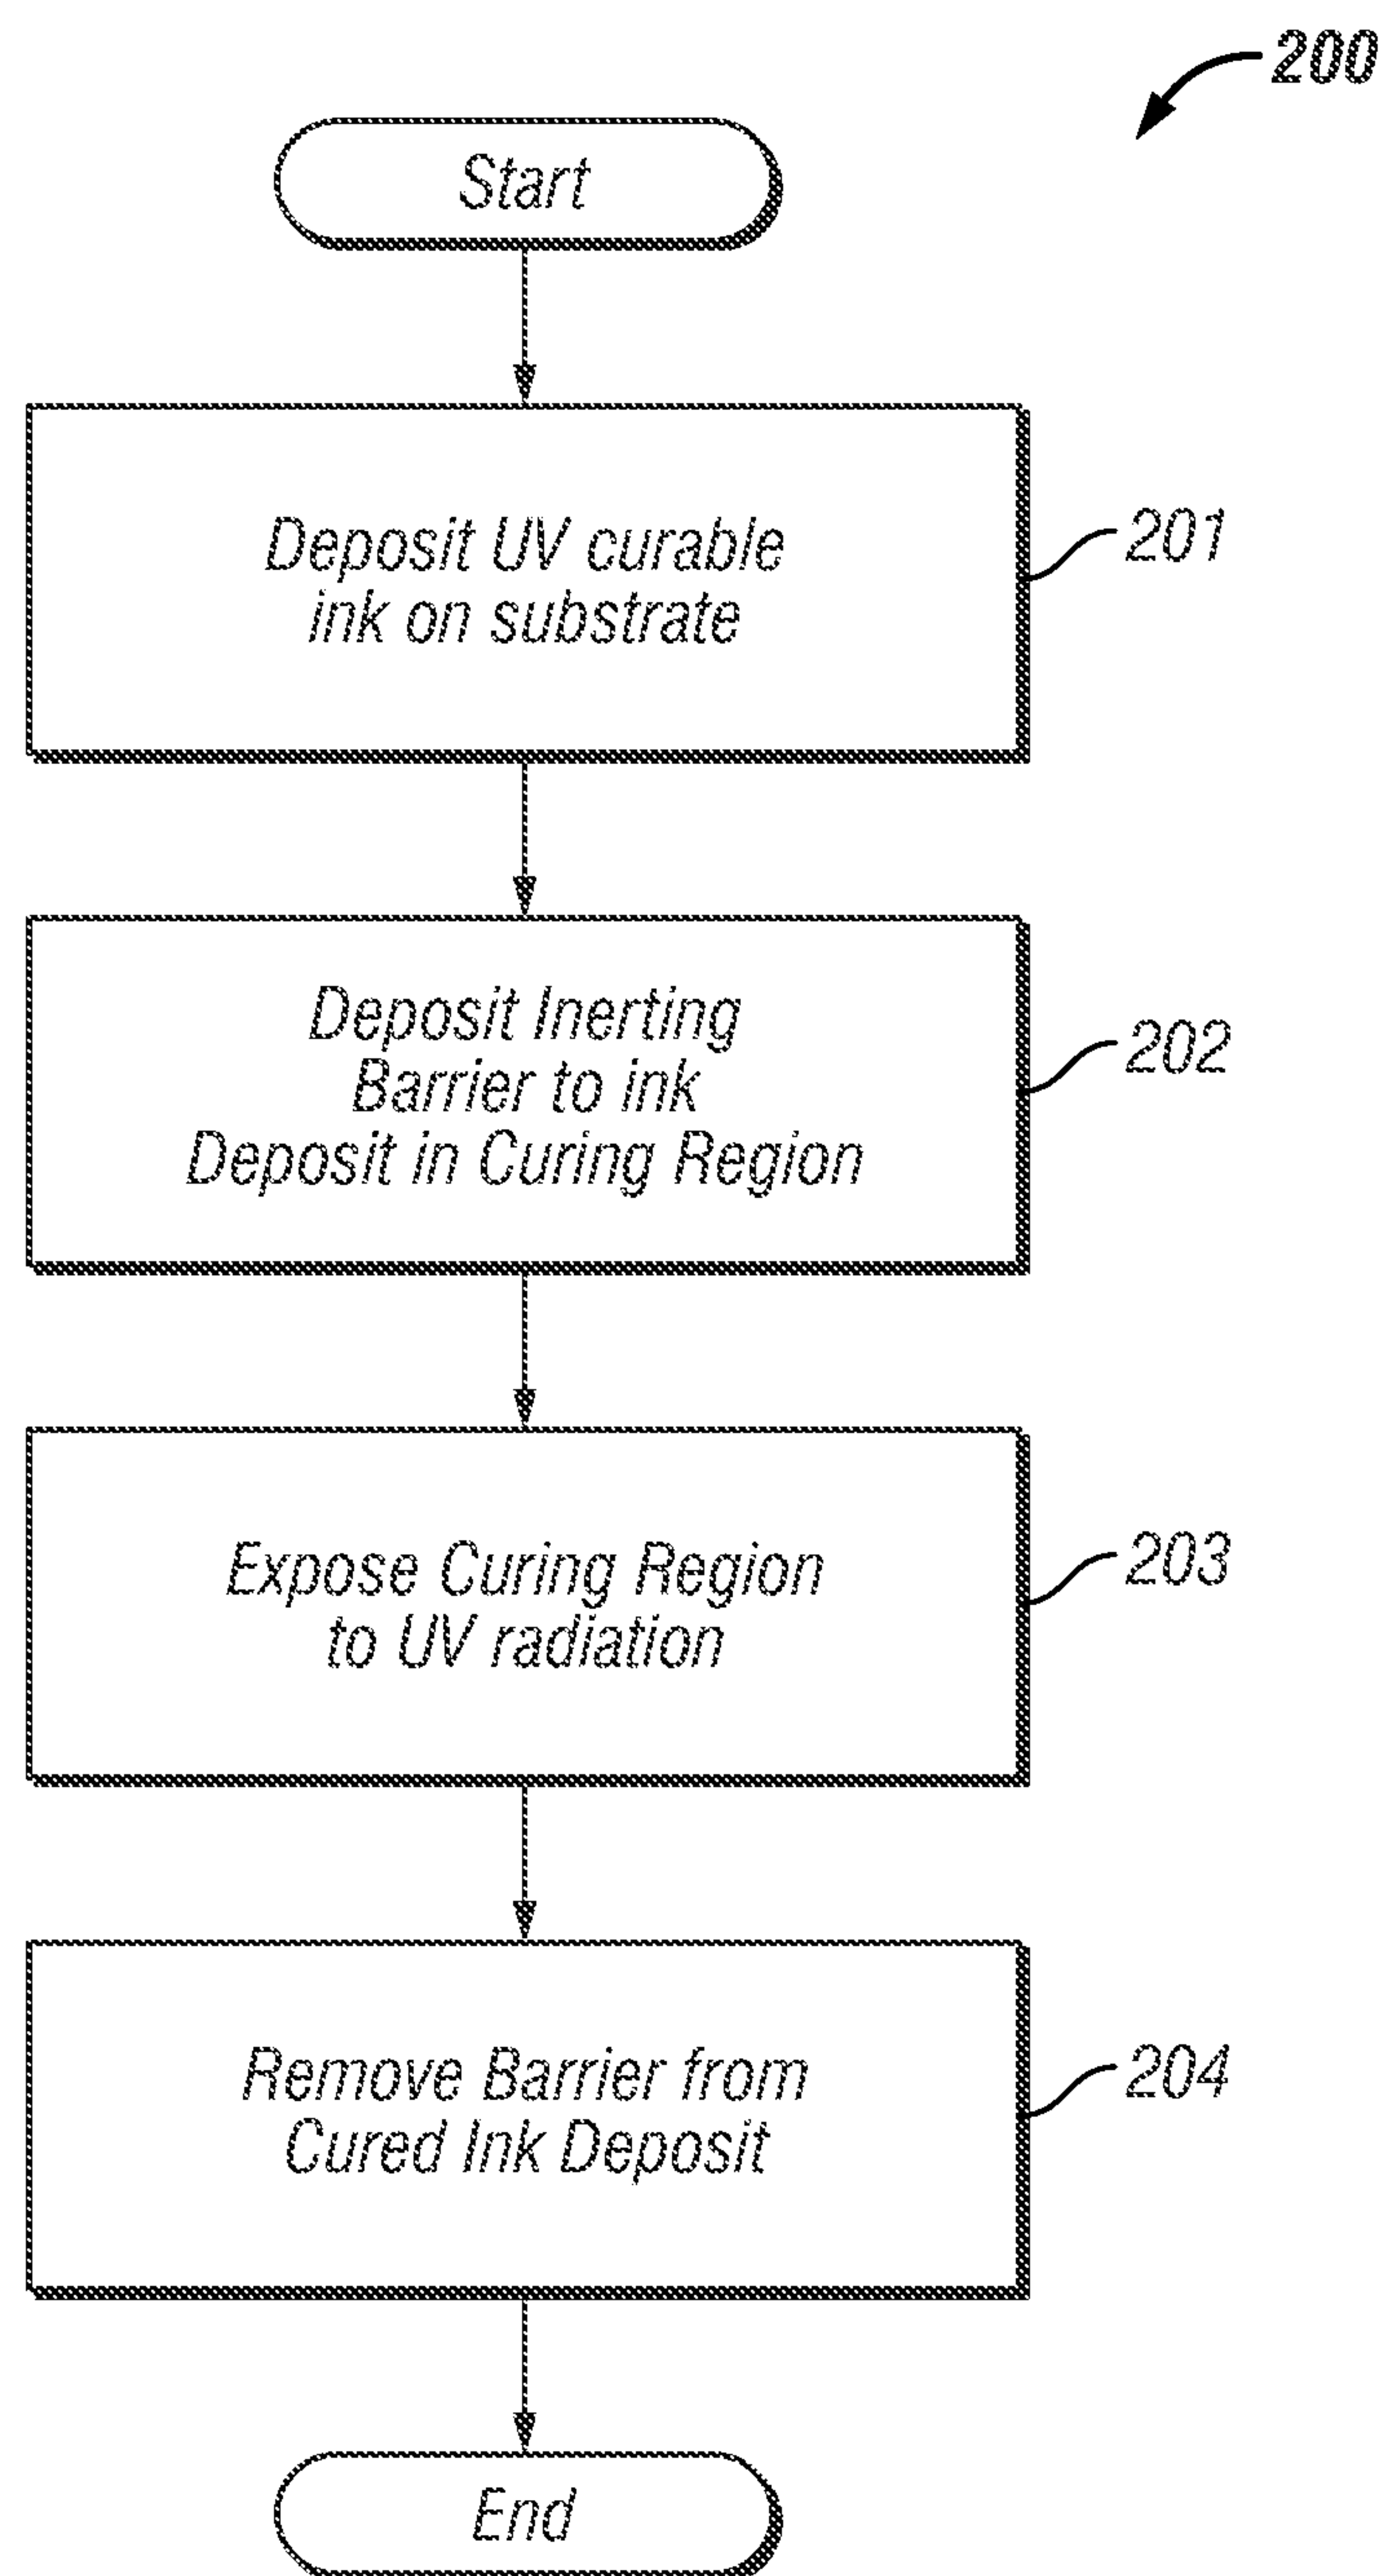 200
Start
Deposit UV curable
ink on substrate
201
Deposit Inerting
Barrier to ink
Deposit in Curing Region
202
Expose Curing Region
to UV radiation
203
Remove Barrier from
Cured Ink Deposit
204
End